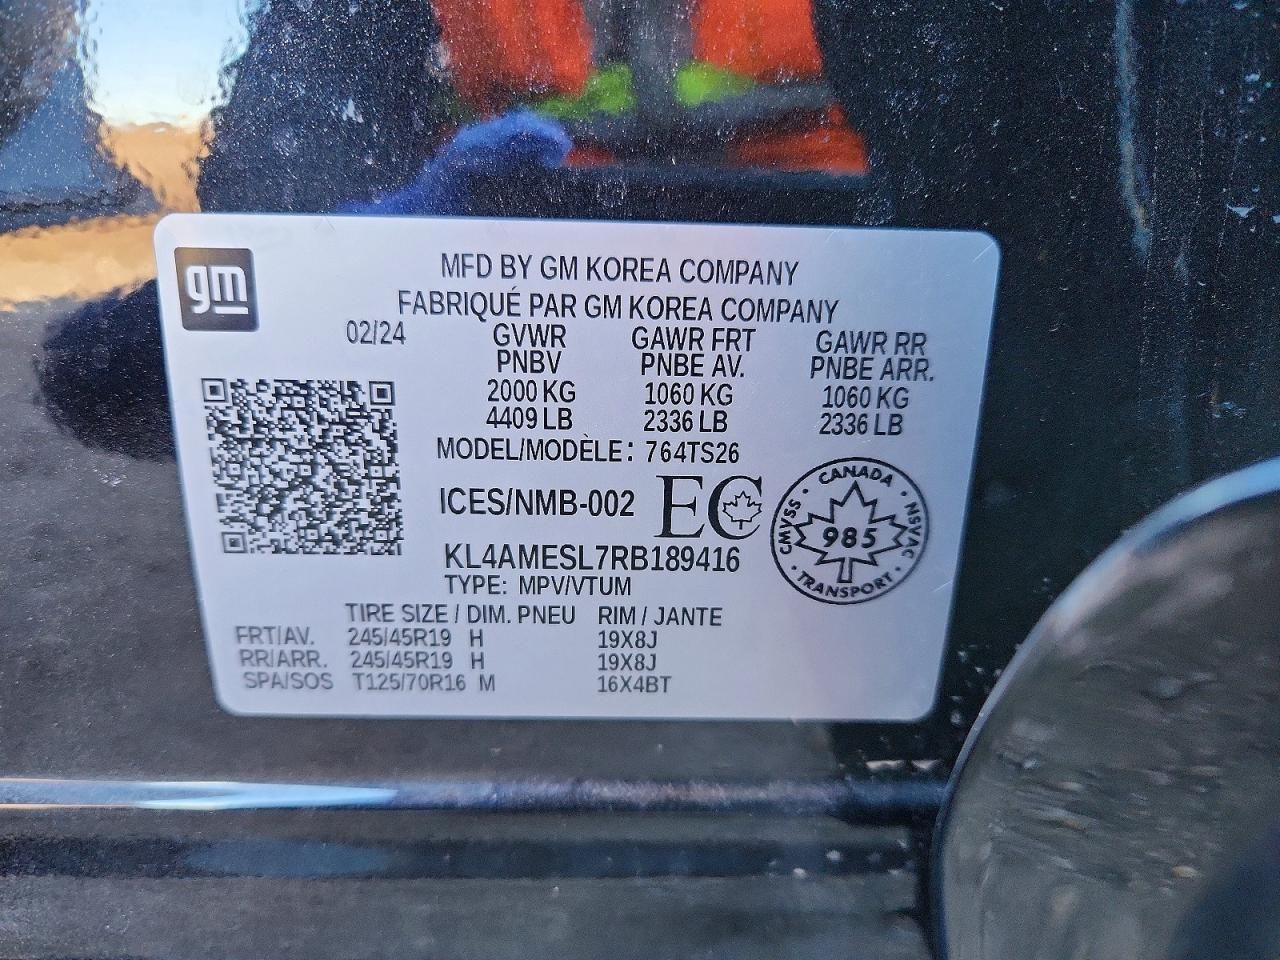 gm
MFD BY GM KOREA COMPANY
FABRIQUÉ PAR GM KOREA COMPANY
02/24 GVWR GAWR FRT GAWR RR
PNBV PNBE AV. PNBE ARR.
2000 KG 1060 KG 1060 KG
4409 LB 2336 LB 2336 LB
MODEL/MODÈLE: 764TS26
ICES/NMB-002 EC
CANADA
CMVSS 985 NSVAC
TRANSPORT
KL4AMESL7RB189416
TYPE: MPV/VTUM
TIRE SIZE / DIM. PNEU RIM / JANTE
FRT/AV. 245/45R19 H 19X8J
RR/ARR. 245/45R19 H 19X8J
SPA/SOS T125/70R16 M 16X4BT